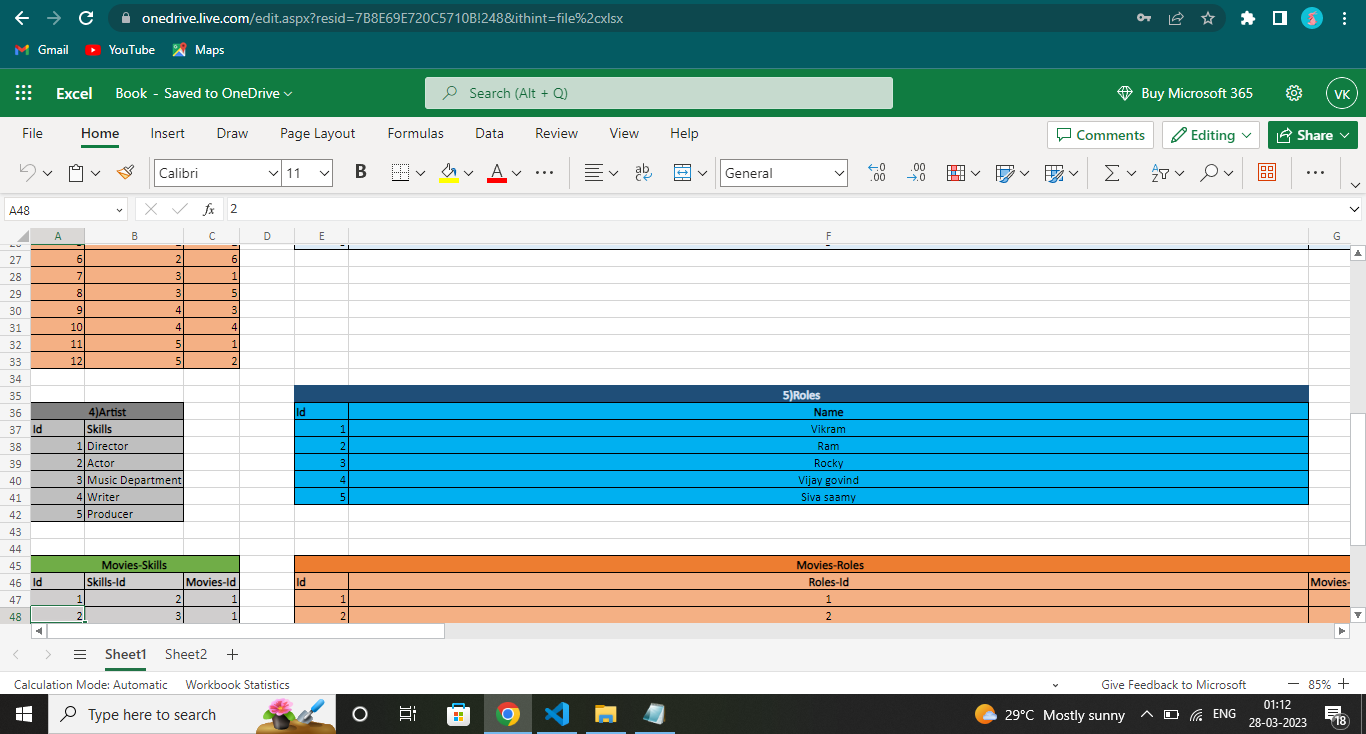 onedrive.live.com/edit.aspx?resid=7B8E69E720C5710B!248&ithint=file%2cxlsx
Gmail YouTube Maps
Excel Book - Saved to OneDrive Search (Alt + Q) Buy Microsoft 365 VK
File Home Insert Draw Page Layout Formulas Data Review View Help Comments Editing Share
Calibri 11 B A ab General .00 .00
A48 fx 2
A B C D E F G
27 6 2 6
28 7 3 1
29 8 3 5
30 9 4 3
31 10 4 4
32 11 5 1
33 12 5 2
34
35 5)Roles
36 4)Artist Id Name
37 Id Skills 1 Vikram
38 1 Director 2 Ram
39 2 Actor 3 Rocky
40 3 Music Department 4 Vijay govind
41 4 Writer 5 Siva saamy
42 5 Producer
43
44
45 Movies-Skills Movies-Roles
46 Id Skills-Id Movies-Id Id Roles-Id Movies-
47 1 2 1 1 1
48 2 3 1 2 2
Sheet1 Sheet2
Calculation Mode: Automatic Workbook Statistics Give Feedback to Microsoft 85%
Type here to search 29°C Mostly sunny ENG 01:12
28-03-2023 18